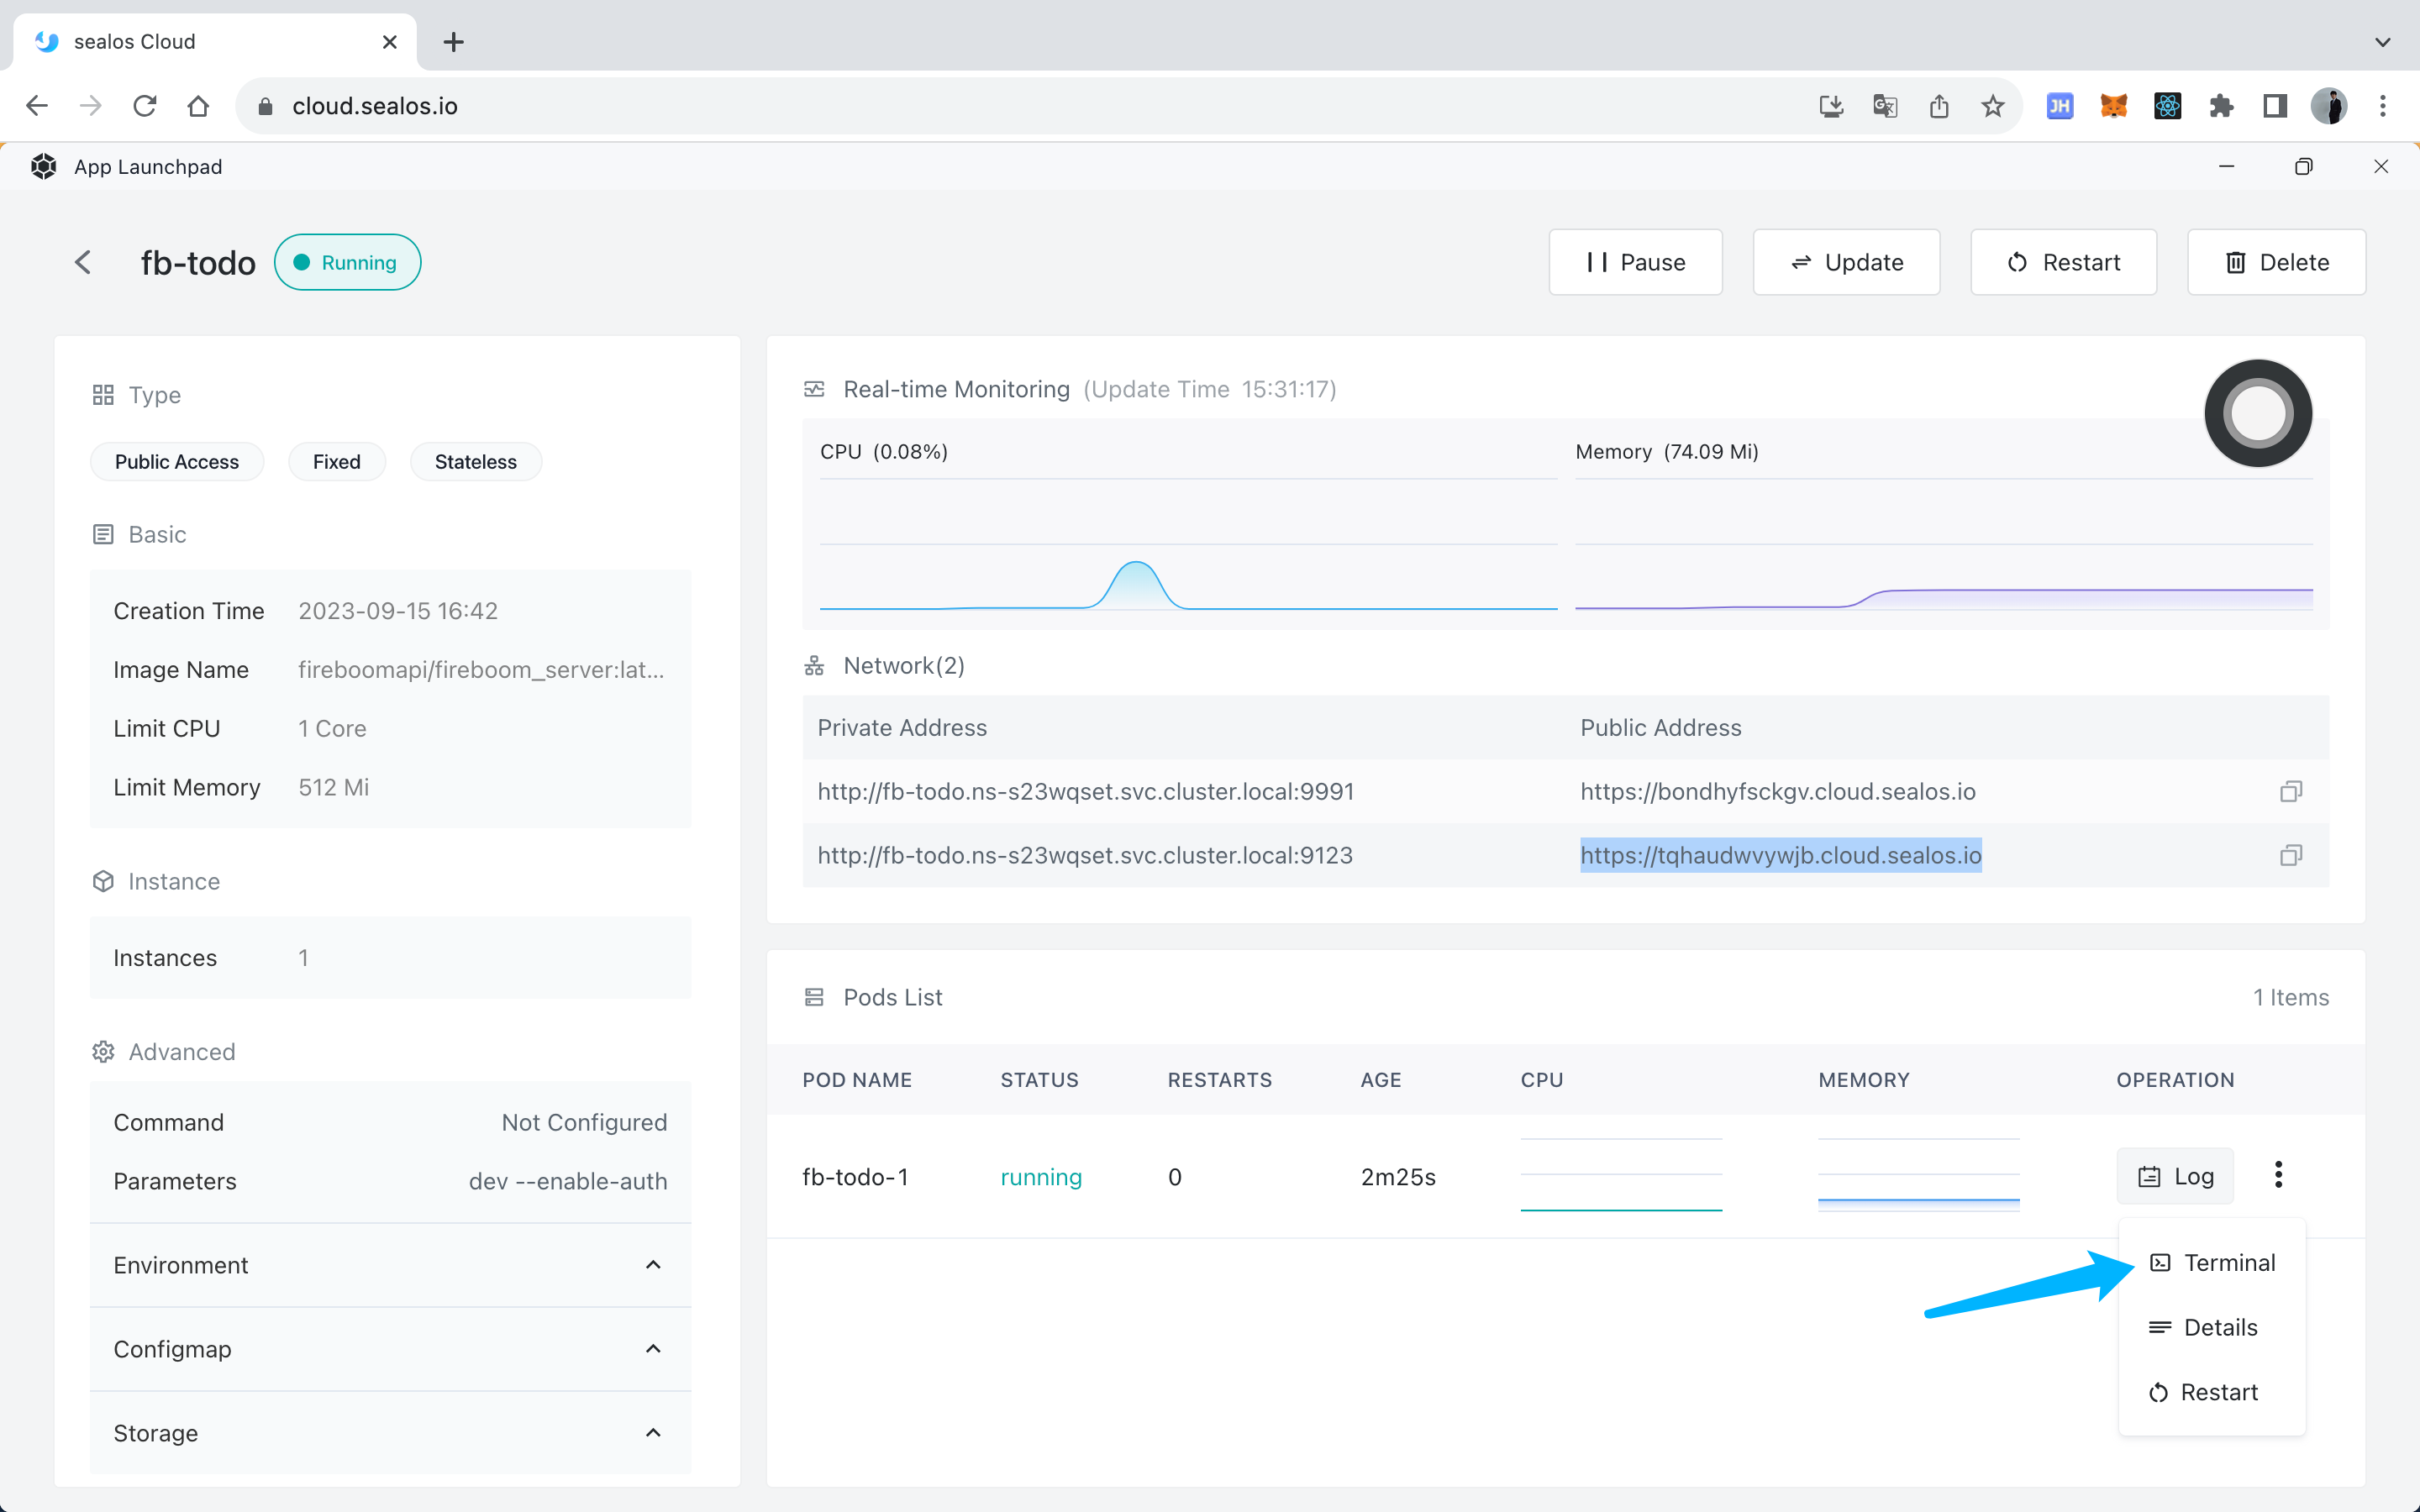 sealos Cloud
cloud.sealos.io
JH
App Launchpad
fb-todo
Running
Pause
Update
Restart
Delete
Type
Public Access
Fixed
Stateless
Basic
Creation Time 2023-09-15 16:42
Image Name fireboomapi/fireboom_server:lat...
Limit CPU 1 Core
Limit Memory 512 Mi
Instance
Instances 1
Advanced
Command Not Configured
Parameters dev --enable-auth
Environment
Configmap
Storage
Real-time Monitoring (Update Time 15:31:17)
CPU (0.08%)
Memory (74.09 Mi)
Network(2)
Private Address Public Address
http://fb-todo.ns-s23wqset.svc.cluster.local:9991 https://bondhyfsckgv.cloud.sealos.io
http://fb-todo.ns-s23wqset.svc.cluster.local:9123 https://tqhaudwvywjb.cloud.sealos.io
Pods List
1 Items
POD NAME STATUS RESTARTS AGE CPU MEMORY OPERATION
fb-todo-1 running 0 2m25s Log
Terminal
Details
Restart